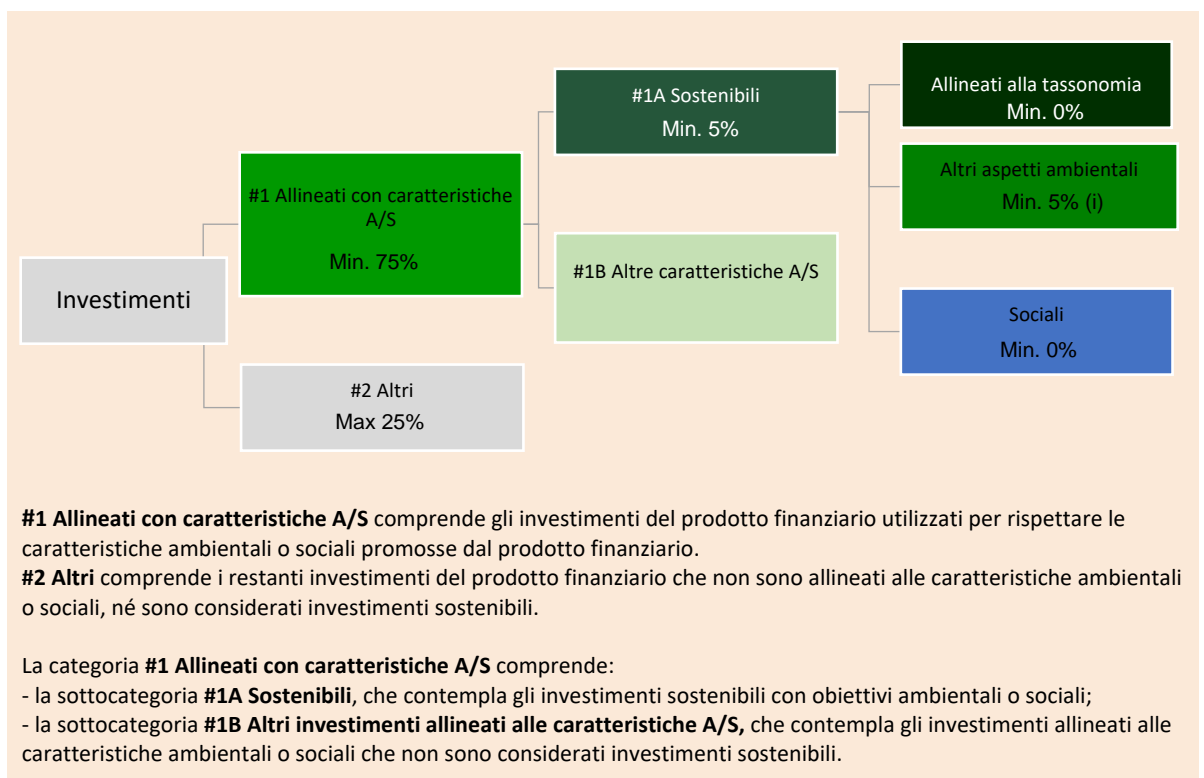 Investimenti
#1 Allineati con caratteristiche
A/S
Min. 75%
#2 Altri
Max 25%
#1A Sostenibili
Min. 5%
#1B Altre caratteristiche A/S
Allineati alla tassonomia
Min. 0%
Altri aspetti ambientali
Min. 5% (i)
Sociali
Min. 0%
#1 Allineati con caratteristiche A/S comprende gli investimenti del prodotto finanziario utilizzati per rispettare le
caratteristiche ambientali o sociali promosse dal prodotto finanziario.
#2 Altri comprende i restanti investimenti del prodotto finanziario che non sono allineati alle caratteristiche ambientali
o sociali, né sono considerati investimenti sostenibili.
La categoria #1 Allineati con caratteristiche A/S comprende:
- la sottocategoria #1A Sostenibili, che contempla gli investimenti sostenibili con obiettivi ambientali o sociali;
- la sottocategoria #1B Altri investimenti allineati alle caratteristiche A/S, che contempla gli investimenti allineati alle
caratteristiche ambientali o sociali che non sono considerati investimenti sostenibili.